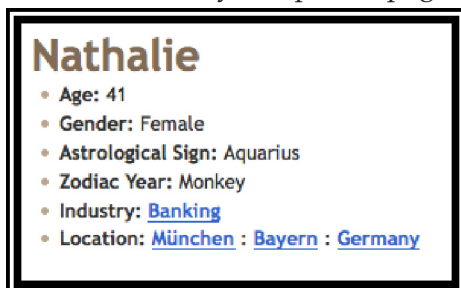 Nathalie
Age: 41
Gender: Female
Astrological Sign: Aquarius
Zodiac Year: Monkey
Industry: Banking
Location: München : Bayern : Germany